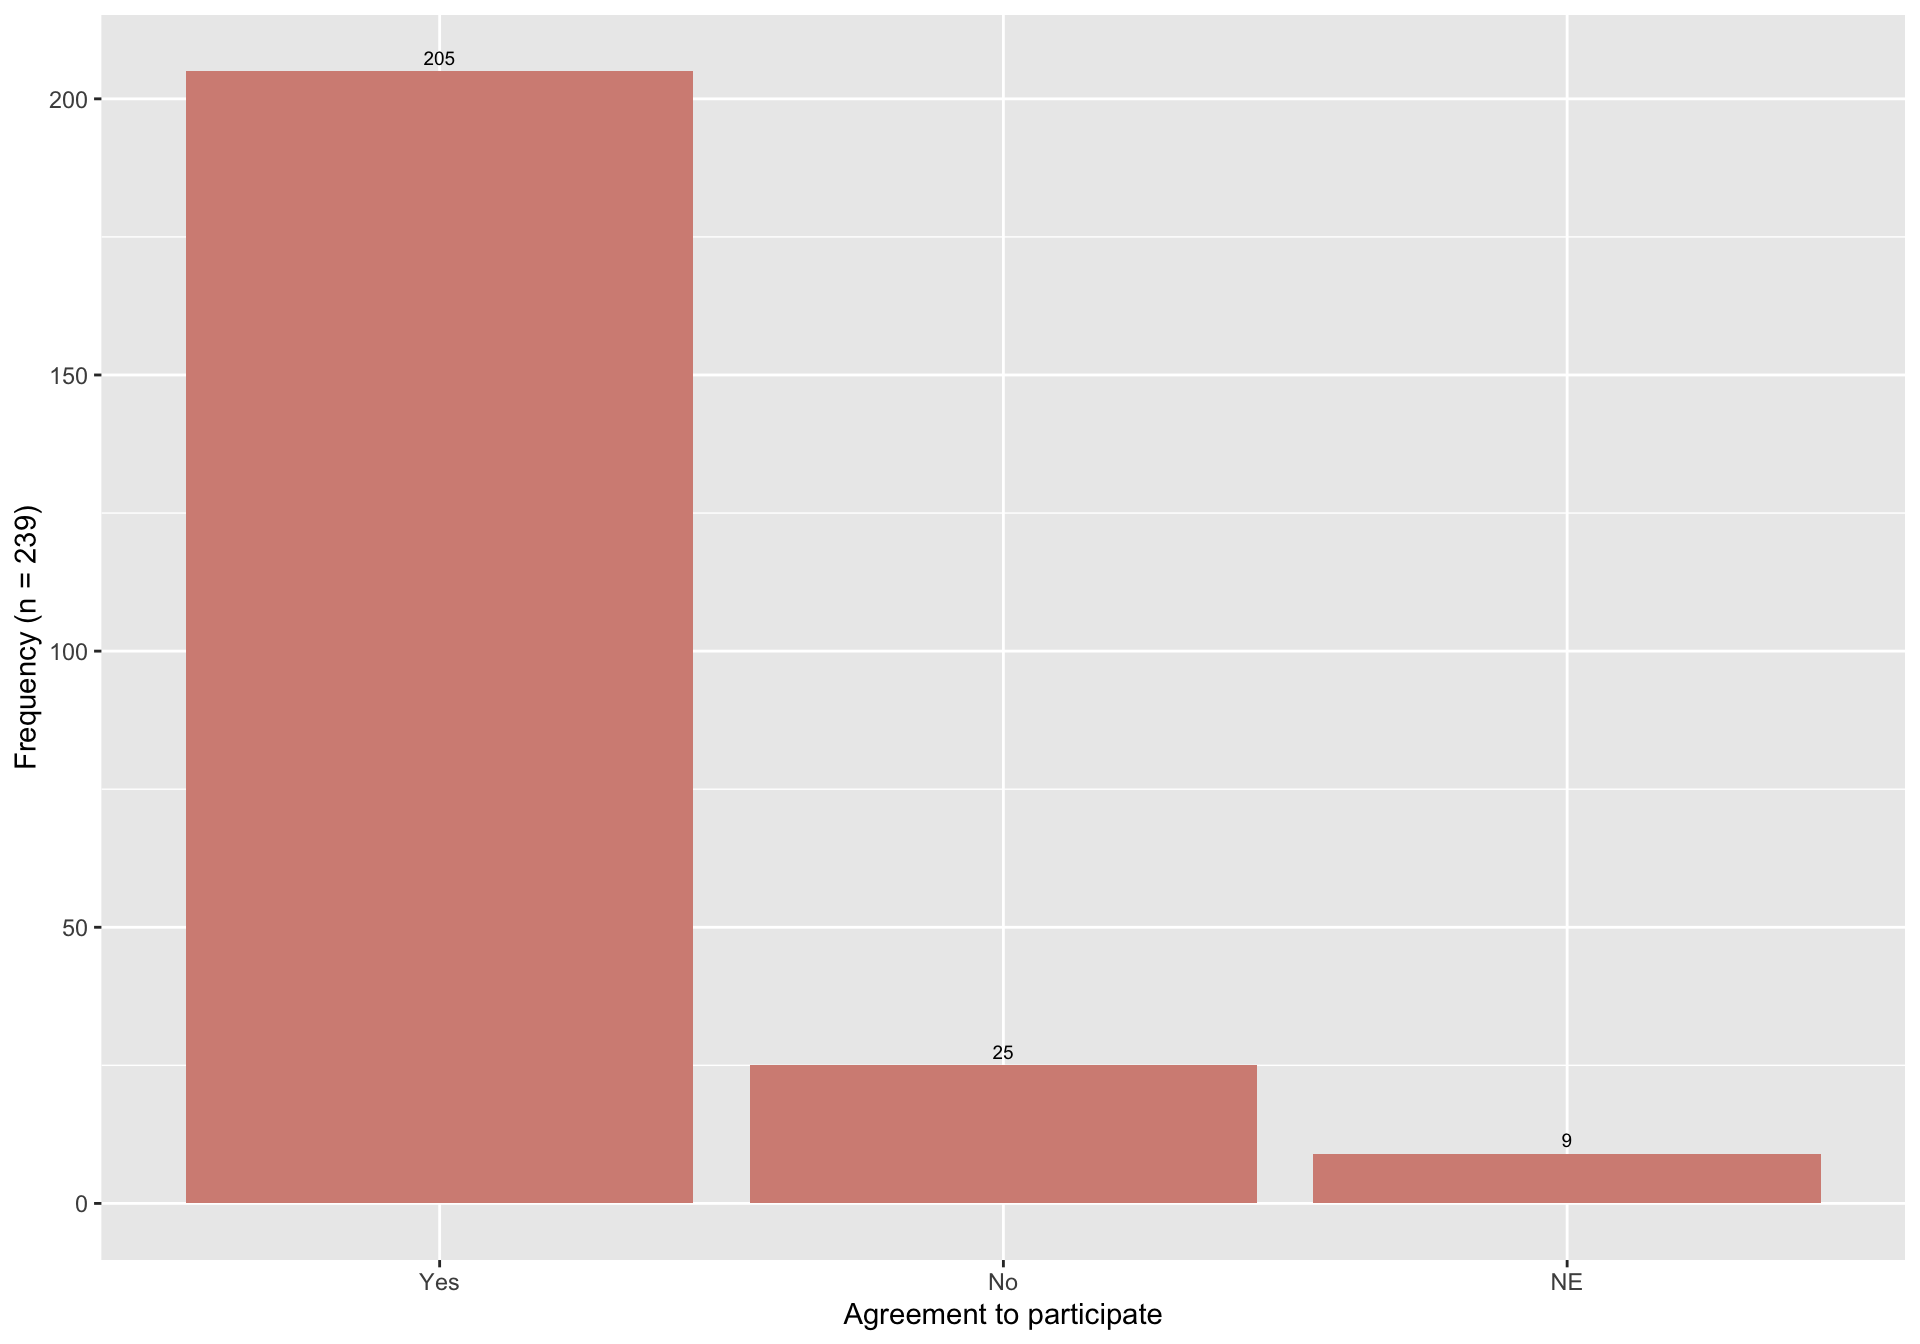 Frequency (n = 239)
200
150
100
50
0
205
25
9
Yes
No
NE
Agreement to participate